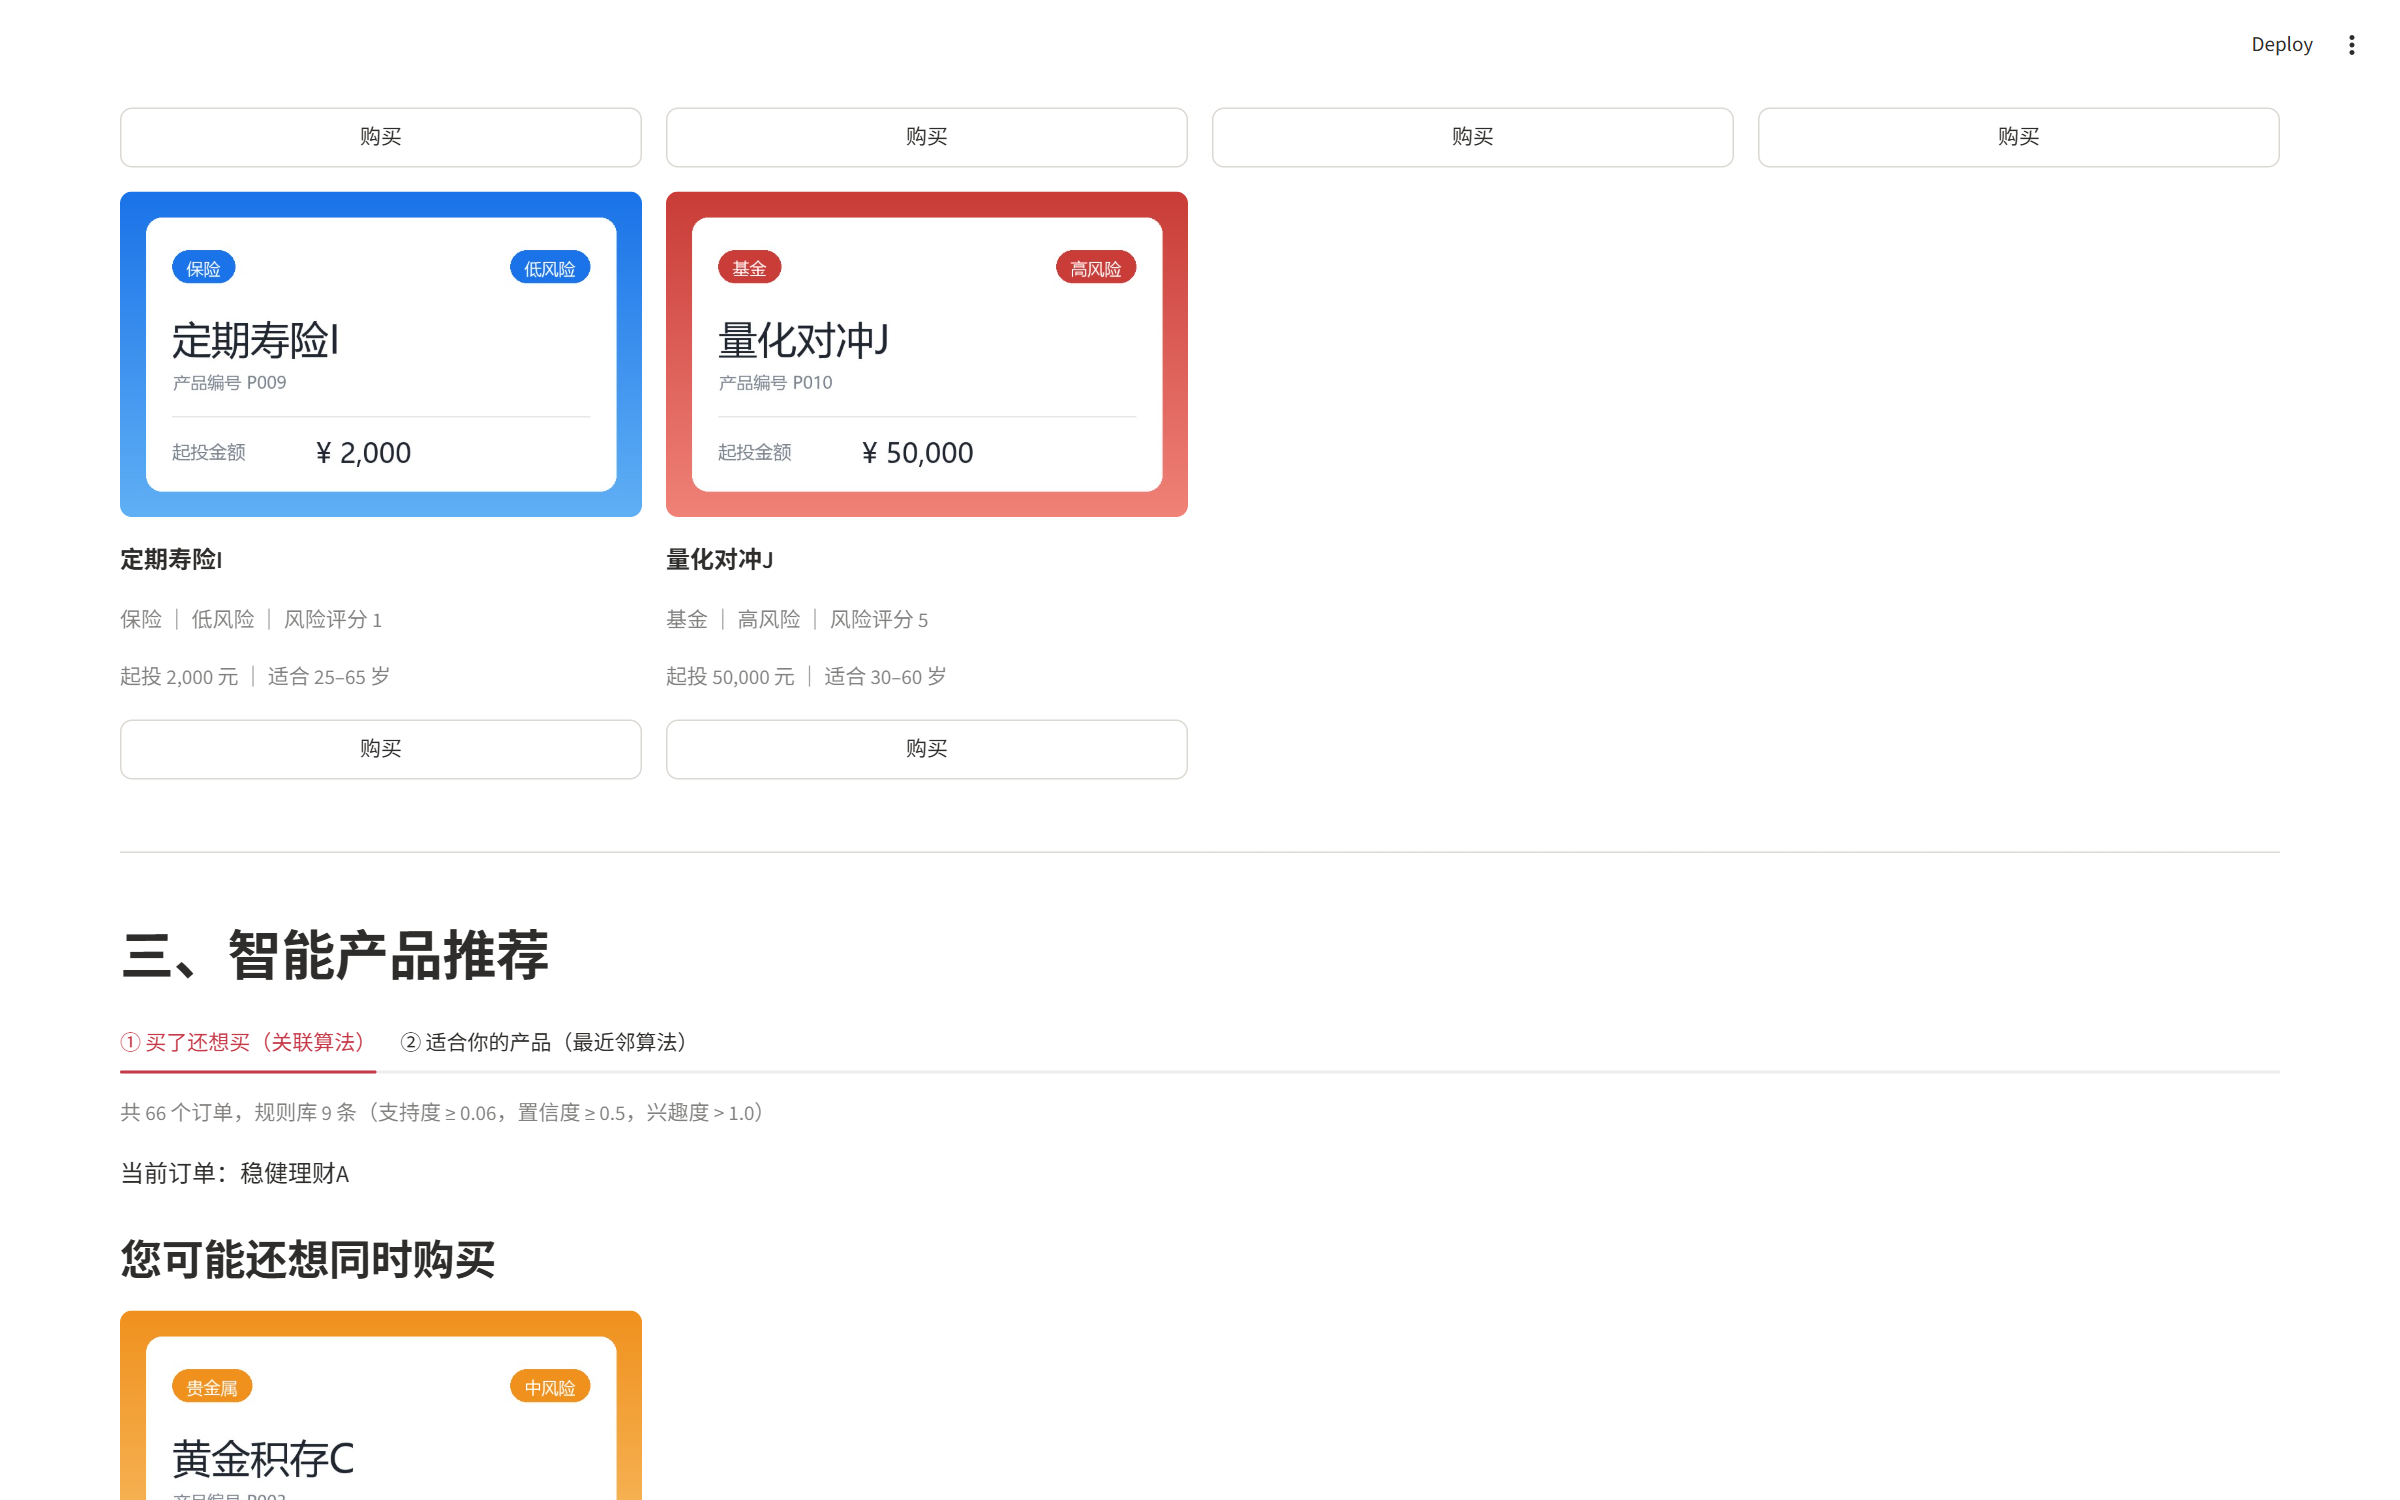 Deploy
购买
购买
购买
购买
保险
低风险
定期寿险I
产品编号 P009
起投金额
¥ 2,000
基金
高风险
量化对冲J
产品编号 P010
起投金额
¥ 50,000
定期寿险I
保险 ｜ 低风险 ｜ 风险评分 1
起投 2,000 元 ｜ 适合 25–65 岁
购买
量化对冲J
基金 ｜ 高风险 ｜ 风险评分 5
起投 50,000 元 ｜ 适合 30–60 岁
购买
三、智能产品推荐
① 买了还想买（关联算法）
② 适合你的产品（最近邻算法）
共 66 个订单，规则库 9 条（支持度 ≥ 0.06，置信度 ≥ 0.5，兴趣度 > 1.0）
当前订单：稳健理财A
您可能还想同时购买
贵金属
中风险
黄金积存C
产品编号 P003